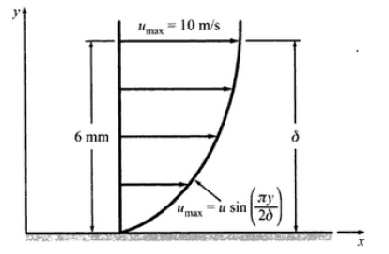 y
u_max = 10 m/s
6 mm
δ
u_max = u sin (πy/2δ)
x